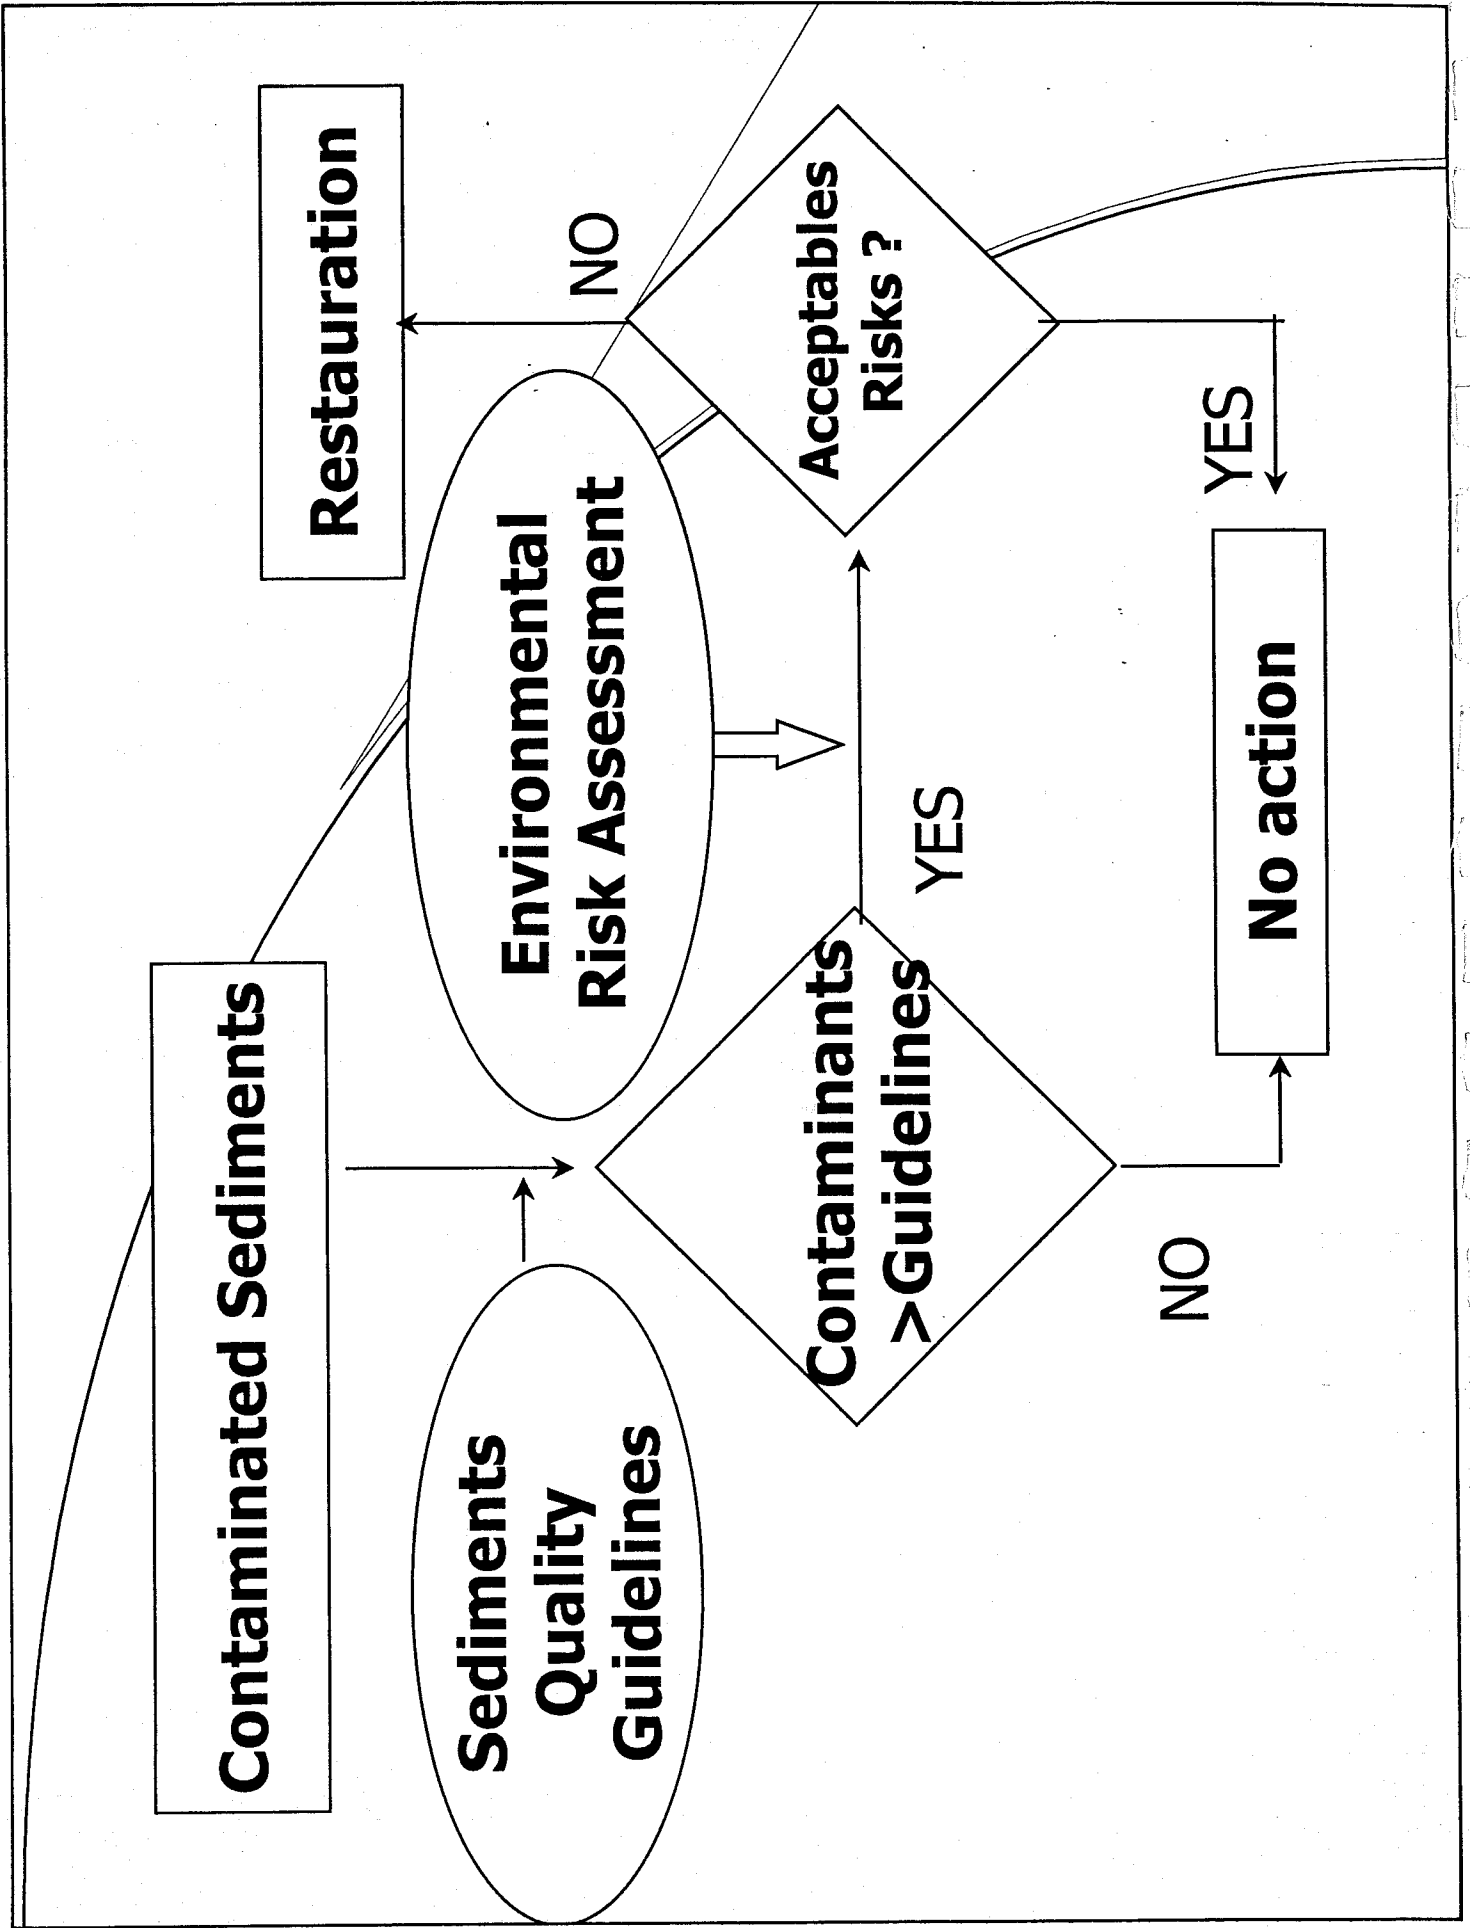 Contaminated Sediments
Restauration
Sediments
Quality
Guidelines
Environmental
Risk Assessment
NO
Contaminants
>Guidelines
YES
Acceptables
Risks ?
NO
No action
YES